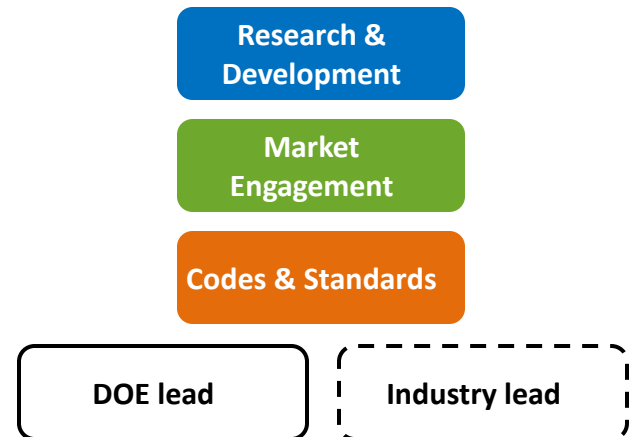 Research &
Development
Market
Engagement
Codes & Standards
DOE lead
Industry lead